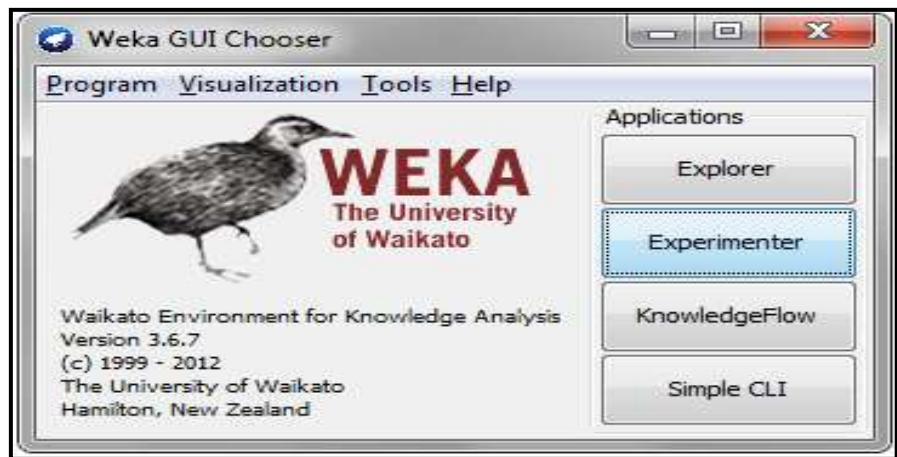 Weka GUI Chooser
Program Visualization Tools Help
WEKA
The University
of Waikato
Waikato Environment for Knowledge Analysis
Version 3.6.7
(c) 1999 - 2012
The University of Waikato
Hamilton, New Zealand
Applications
Explorer
Experimenter
KnowledgeFlow
Simple CLI